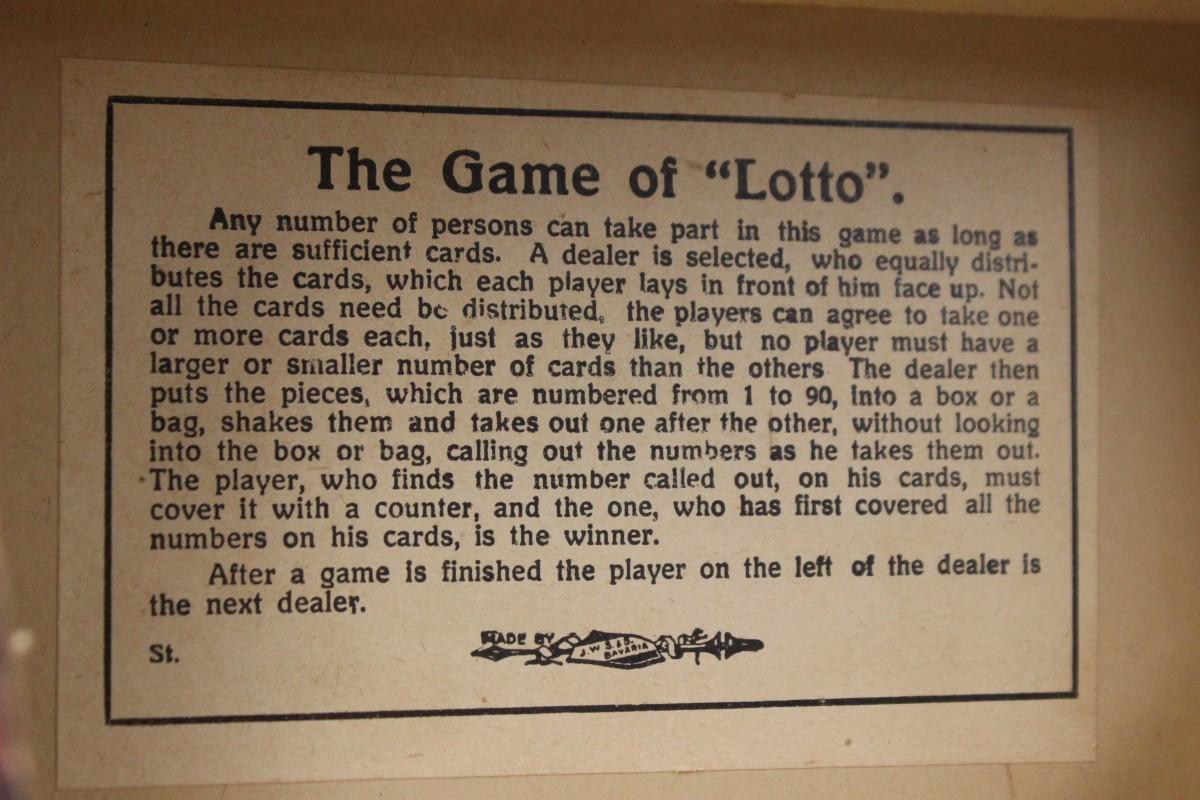 The Game of “Lotto”.
Any number of persons can take part in this game as long as
there are sufficient cards. A dealer is selected, who equally distri-
butes the cards, which each player lays in front of him face up. Not
all the cards need be distributed, the players can agree to take one
or more cards each, just as they like, but no player must have a
larger or smaller number of cards than the others The dealer then
puts the pieces, which are numbered from 1 to 90, into a box or a
bag, shakes them and takes out one after the other, without looking
into the box or bag, calling out the numbers as he takes them out.
The player, who finds the number called out, on his cards, must
cover it with a counter, and the one, who has first covered all the
numbers on his cards, is the winner.
After a game is finished the player on the left of the dealer is
the next dealer.
St.
MADE BY
J.W.S.&S.
BAVARIA